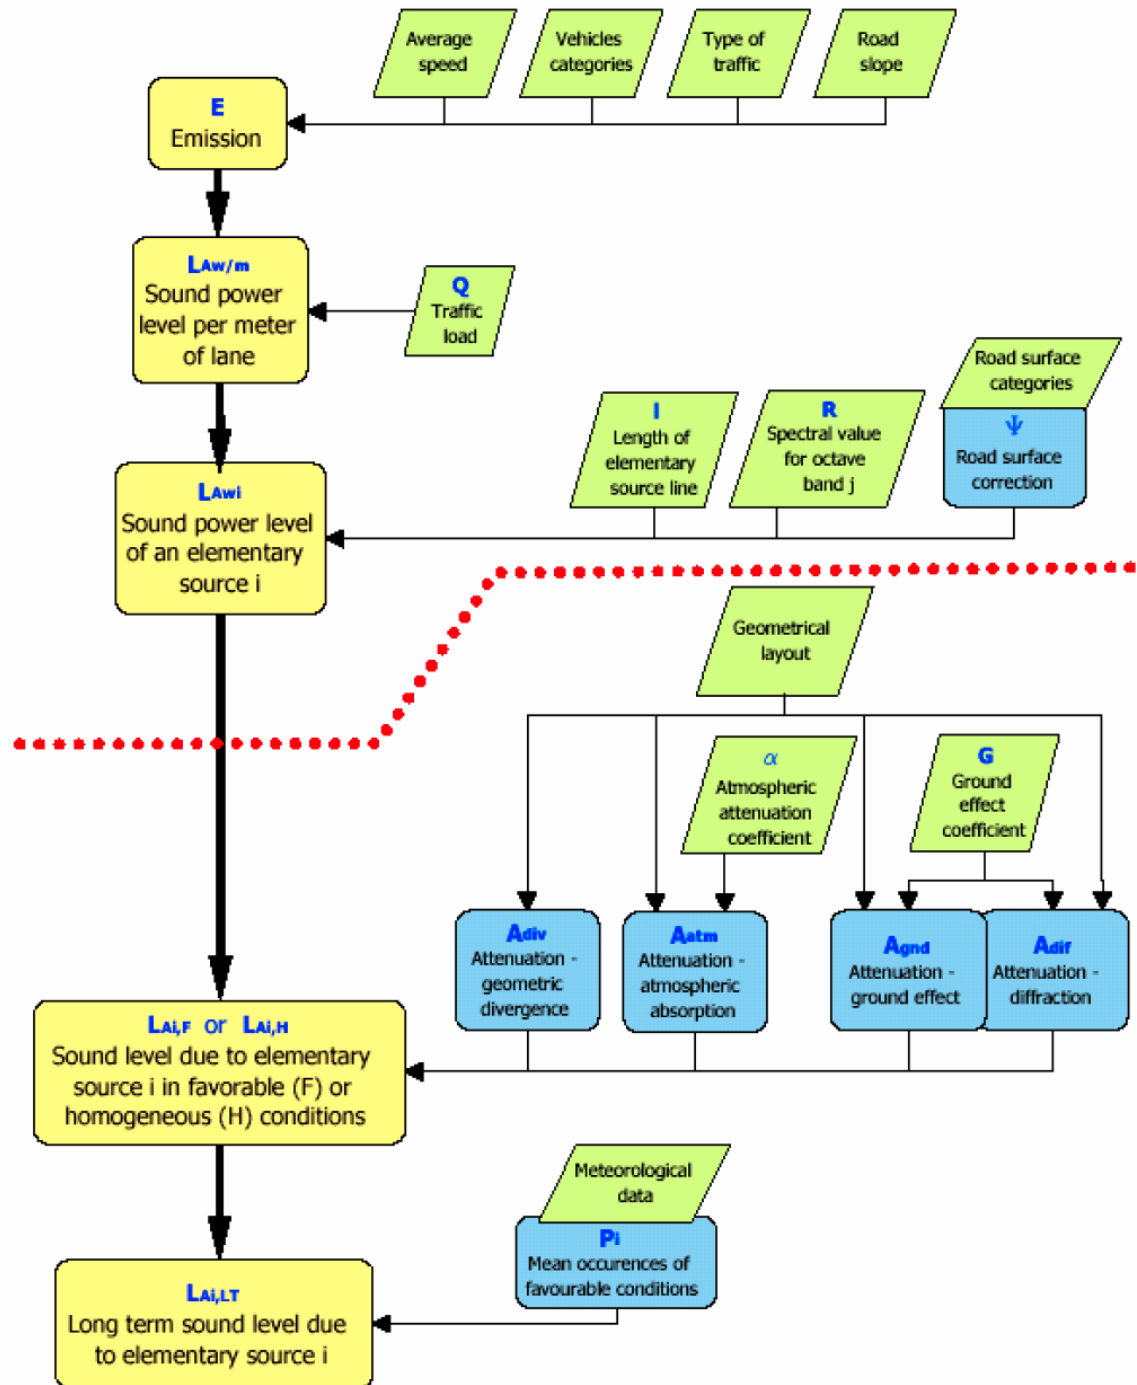 Average
speed
Vehicles
categories
Type of
traffic
Road
slope
E
Emission
LAw/m
Sound power
level per meter
of lane
Q
Traffic
load
Road surface
categories
l
Length of
elementary
source line
R
Spectral value
for octave
band j
Ψ
Road surface
correction
LAwi
Sound power level
of an elementary
source i
Geometrical
layout
α
Atmospheric
attenuation
coefficient
G
Ground
effect
coefficient
Adiv
Attenuation -
geometric
divergence
Aatm
Attenuation -
atmospheric
absorption
Agnd
Attenuation -
ground effect
Adif
Attenuation -
diffraction
LAi,F or LAi,H
Sound level due to elementary
source i in favorable (F) or
homogeneous (H) conditions
Meteorological
data
Pi
Mean occurences of
favourable conditions
LAi,LT
Long term sound level due
to elementary source i